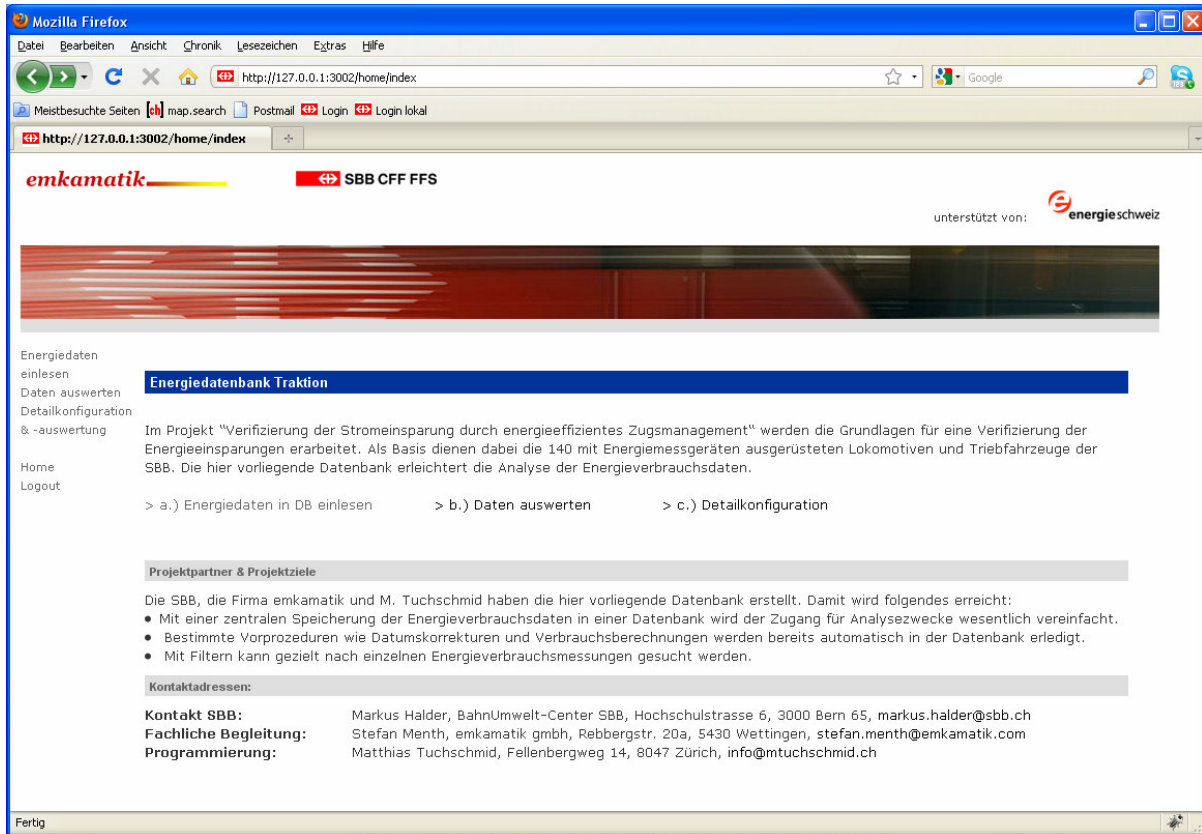 Mozilla Firefox
Datei Bearbeiten Ansicht Chronik Lesezeichen Extras Hilfe
http://127.0.0.1:3002/home/index
Google
Meistbesuchte Seiten [ch] map.search Postmail Login Login lokal
http://127.0.0.1:3002/home/index
emkamatik
SBB CFF FFS
unterstützt von:
energieschweiz
Energiedaten
einlesen
Daten auswerten
Detailkonfiguration
& -auswertung
Home
Logout
Energiedatenbank Traktion
Im Projekt "Verifizierung der Stromeinsparung durch energieeffizientes Zugsmanagement" werden die Grundlagen für eine Verifizierung der
Energieeinsparungen erarbeitet. Als Basis dienen dabei die 140 mit Energiemessgeräten ausgerüsteten Lokomotiven und Triebfahrzeuge der
SBB. Die hier vorliegende Datenbank erleichtert die Analyse der Energieverbrauchsdaten.
> a.) Energiedaten in DB einlesen > b.) Daten auswerten > c.) Detailkonfiguration
Projektpartner & Projektziele
Die SBB, die Firma emkamatik und M. Tuchschmid haben die hier vorliegende Datenbank erstellt. Damit wird folgendes erreicht:
• Mit einer zentralen Speicherung der Energieverbrauchsdaten in einer Datenbank wird der Zugang für Analysezwecke wesentlich vereinfacht.
• Bestimmte Vorprozeduren wie Datumskorrekturen und Verbrauchsberechnungen werden bereits automatisch in der Datenbank erledigt.
• Mit Filtern kann gezielt nach einzelnen Energieverbrauchsmessungen gesucht werden.
Kontaktadressen:
Kontakt SBB: Markus Halder, BahnUmwelt-Center SBB, Hochschulstrasse 6, 3000 Bern 65, markus.halder@sbb.ch
Fachliche Begleitung: Stefan Menth, emkamatik gmbh, Rebbergstr. 20a, 5430 Wettingen, stefan.menth@emkamatik.com
Programmierung: Matthias Tuchschmid, Fellenbergweg 14, 8047 Zürich, info@mtuchschmid.ch
Fertig